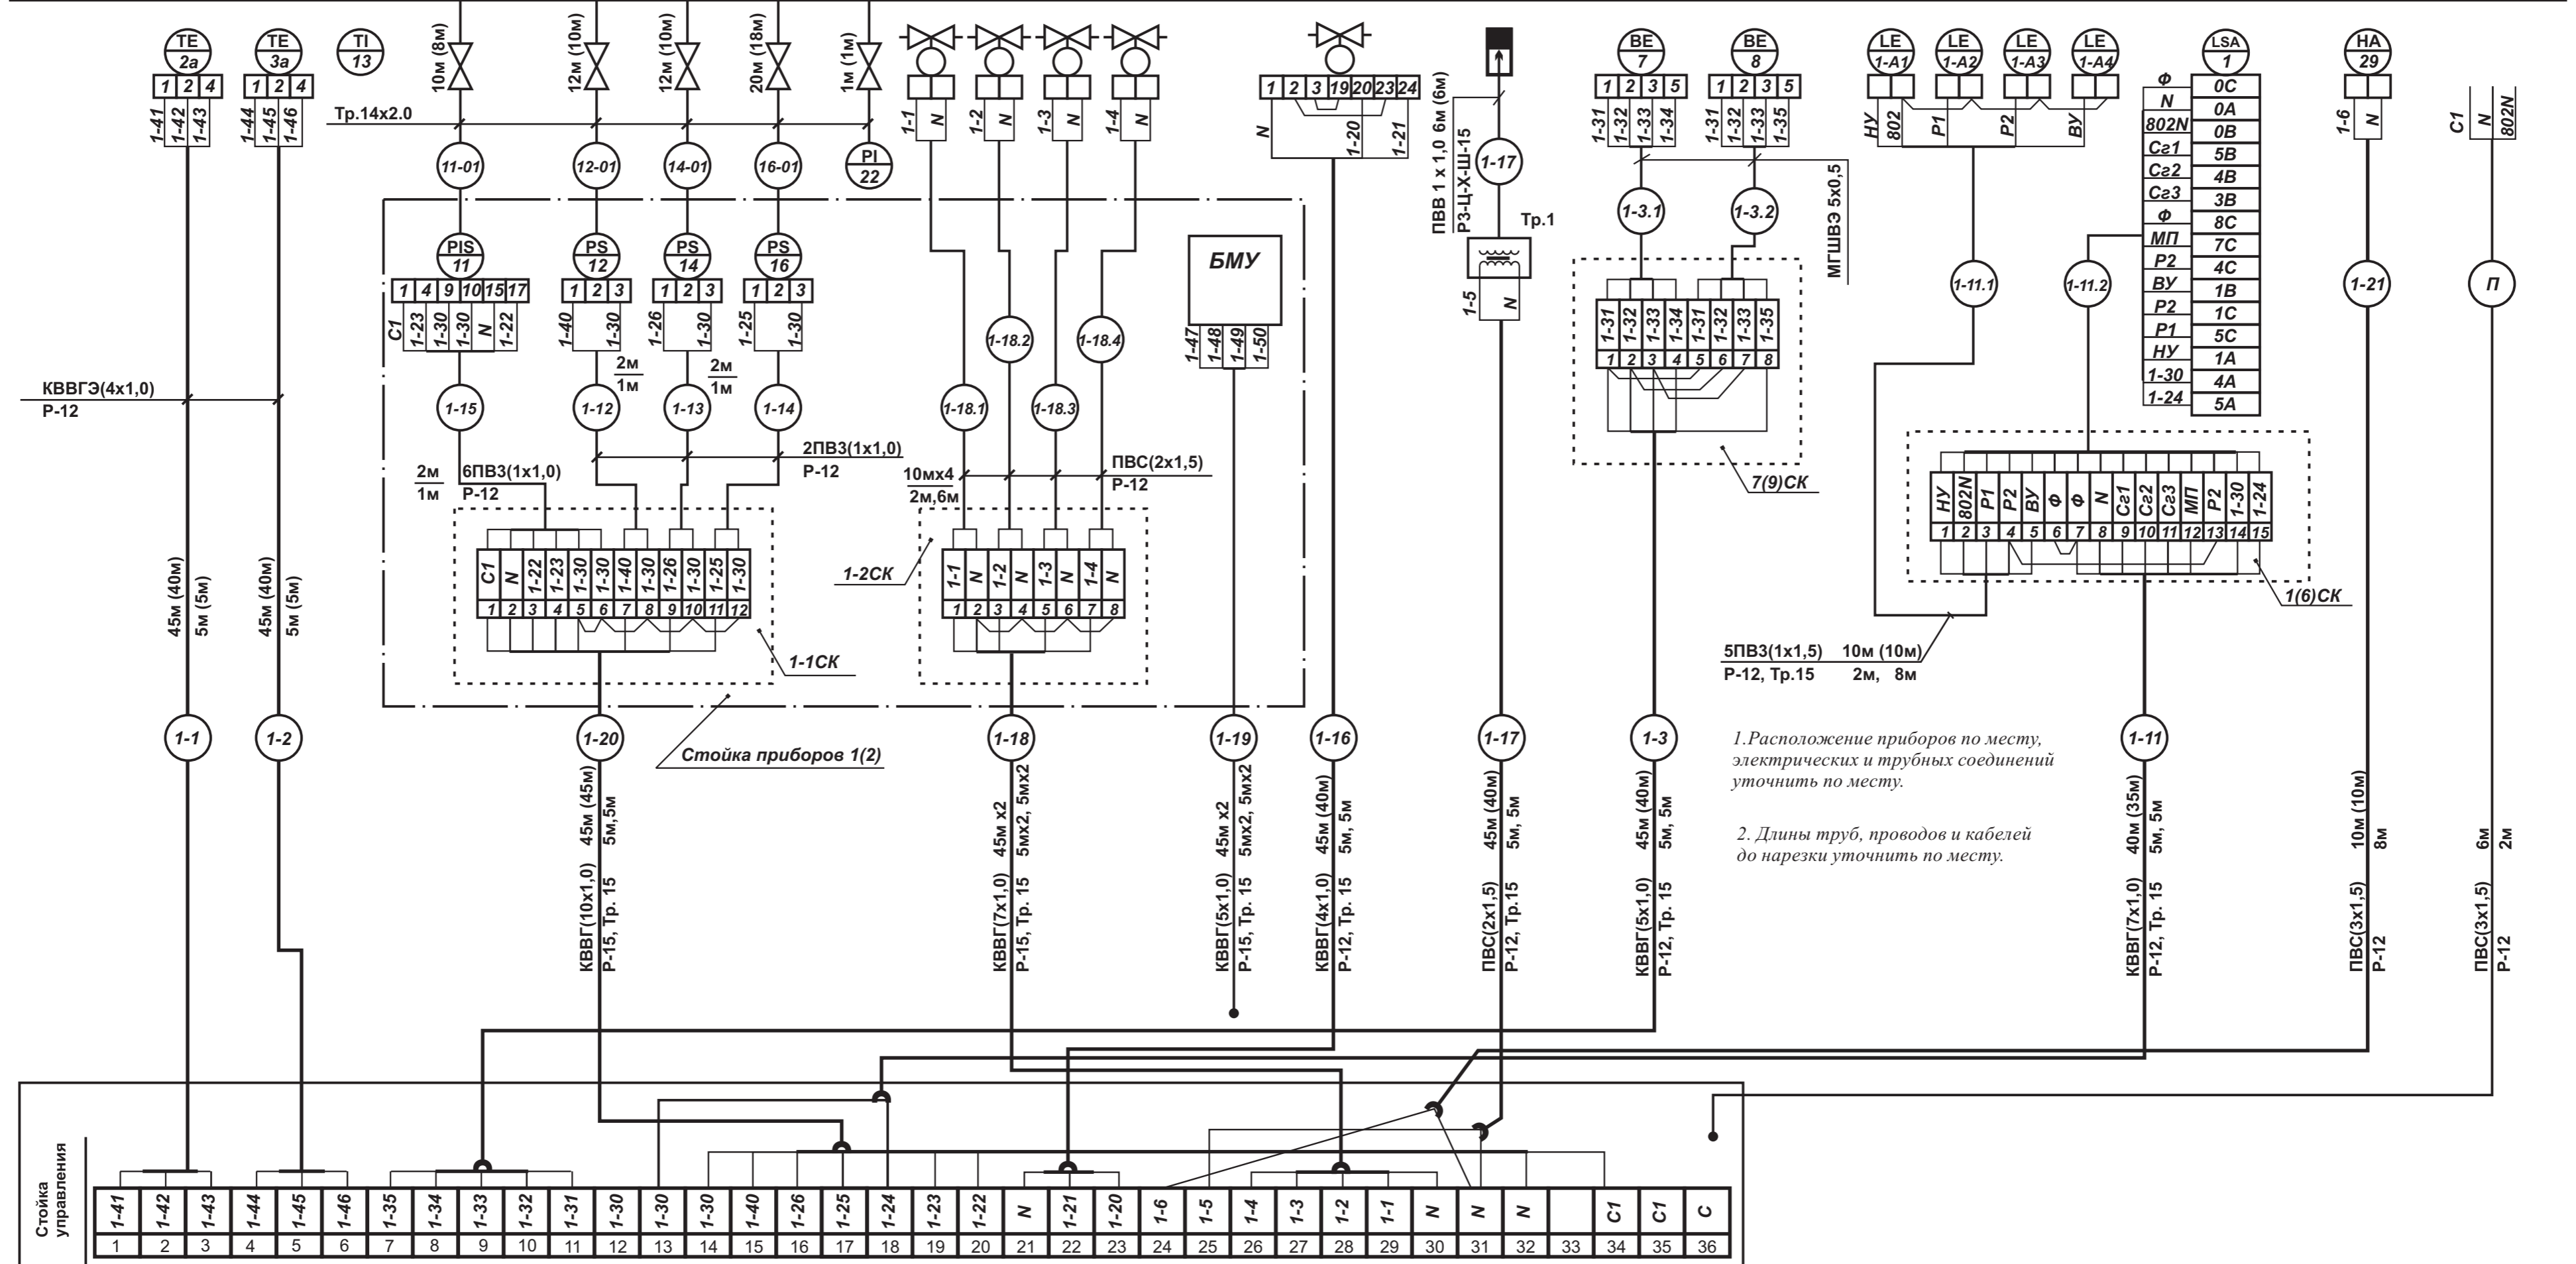 TE 2а
TE 3а
TI 13
10м (8м)
12м (10м)
12м (10м)
20м (18м)
1м (1м)
BE 7
BE 8
LE 1-A1
LE 1-A2
LE 1-A3
LE 1-A4
LSA 1
HA 29
1 2 4
1 2 4
1-41 1-42 1-43
1-44 1-45 1-46
Тр.14х2.0
11-01
12-01
14-01
16-01
PI 22
1-1 N
1-2 N
1-3 N
1-4 N
1 2 3 19 20 23 24
N 1-20 1-21
ПВВ 1 х 1,0 6м (6м)
РЗ-Ц-Х-Ш-15
1-17
Тр.1
1-5 N
1 2 3 5
1 2 3 5
1-31 1-32 1-33 1-34
1-31 1-32 1-33 1-35
1-3.1
1-3.2
МГШВЭ 5х0,5
НУ 802 Р1 Р2 ВУ
Ф 0С
N 0А
802N 0В
Сг1 5В
Сг2 4В
Сг3 3В
Ф 8С
МП 7С
Р2 4С
ВУ 1В
Р2 1С
Р1 5С
НУ 1А
1-30 4А
1-24 5А
1-6 N
С1 N 802N
1-11.1
1-11.2
1-21
П
PIS 11
PS 12
PS 14
PS 16
1 4 9 10 15 17
1 2 3
1 2 3
1 2 3
С1 1-23 1-30 1-30 N 1-22
1-40 1-30
1-26 1-30
1-25 1-30
БМУ
1-47 1-48 1-49 1-50
1-18.2
1-18.4
1-31 1-32 1-33 1-34 1-31 1-32 1-33 1-35
1 2 3 4 5 6 7 8
КВВГЭ(4х1,0)
Р-12
2м
1м
2м
1м
1-15
1-12
1-13
1-14
1-18.1
1-18.3
2м
1м
6ПВ3(1х1,0)
Р-12
2ПВ3(1х1,0)
Р-12
10мх4
2м,6м
ПВС(2х1,5)
Р-12
7(9)СК
С1 N 1-22 1-23 1-30 1-30 1-40 1-30 1-26 1-30 1-25 1-30
1 2 3 4 5 6 7 8 9 10 11 12
1-1СК
1-2СК
1-1 N 1-2 N 1-3 N 1-4 N
1 2 3 4 5 6 7 8
НУ 802N Р1 Р2 ВУ Ф Ф N Сг1 Сг2 Сг3 МП Р2 1-30 1-24
1 2 3 4 5 6 7 8 9 10 11 12 13 14 15
1(6)СК
5ПВ3(1х1,5) 10м (10м)
Р-12, Тр.15 2м, 8м
45м (40м)
5м (5м)
45м (40м)
5м (5м)
1-1
1-2
1-20
Стойка приборов 1(2)
1-18
1-19
1-16
1-17
1-3
1-11
1.Расположение приборов по месту,
электрических и трубных соединений
уточнить по месту.
2. Длины труб, проводов и кабелей
до нарезки уточнить по месту.
КВВГ(10х1,0) 45м (45м)
Р-15, Тр. 15 5м,5м
КВВГ(7х1,0) 45м х2
Р-15, Тр. 15 5мх2, 5мх2
КВВГ(5х1,0) 45м х2
Р-15, Тр. 15 5мх2, 5мх2
КВВГ(4х1,0) 45м (40м)
Р-12, Тр. 15 5м, 5м
ПВС(2х1,5) 45м (40м)
Р-12, Тр.15 5м, 5м
КВВГ(5х1,0) 45м (40м)
Р-12, Тр. 15 5м, 5м
КВВГ(7х1,0) 40м (35м)
Р-12, Тр. 15 5м, 5м
ПВС(3х1,5) 10м (10м)
Р-12 8м
ПВС(3х1,5) 6м
Р-12 2м
Стойка
управления
1-41 1-42 1-43 1-44 1-45 1-46 1-35 1-34 1-33 1-32 1-31 1-30 1-30 1-30 1-40 1-26 1-25 1-24 1-23 1-22 N 1-21 1-20 1-6 1-5 1-4 1-3 1-2 1-1 N N N С1 С1 С
1 2 3 4 5 6 7 8 9 10 11 12 13 14 15 16 17 18 19 20 21 22 23 24 25 26 27 28 29 30 31 32 33 34 35 36